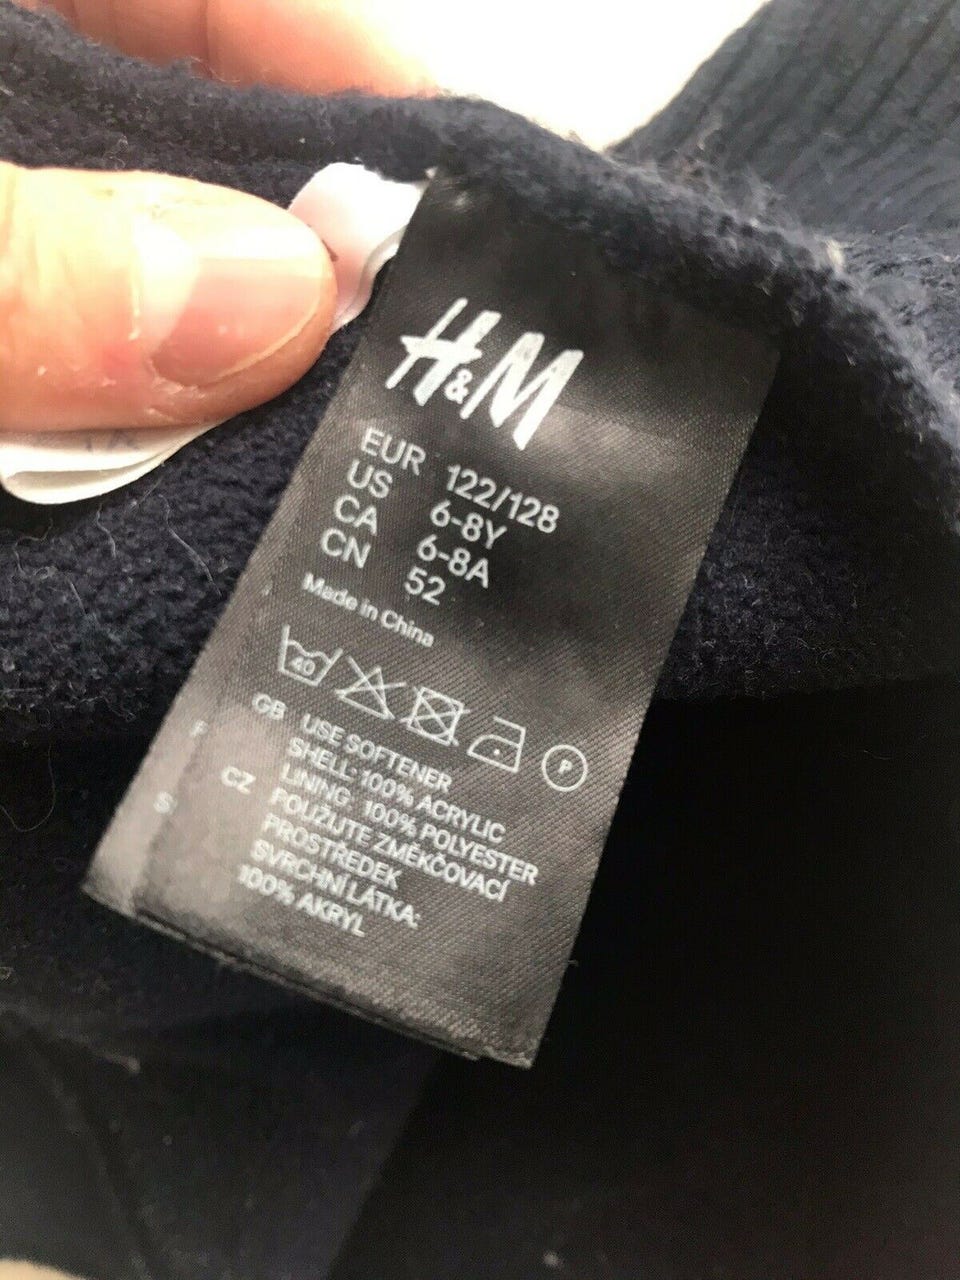 H&M
EUR 122/128
US 6-8Y
CA 6-8A
CN 52
Made in China
40
P
GB USE SOFTENER
SHELL: 100% ACRYLIC
LINING: 100% POLYESTER
CZ POUŽIJTE ZMĚKČOVACÍ
PROSTŘEDEK
SVRCHNÍ LÁTKA:
100% AKRYL
F
S